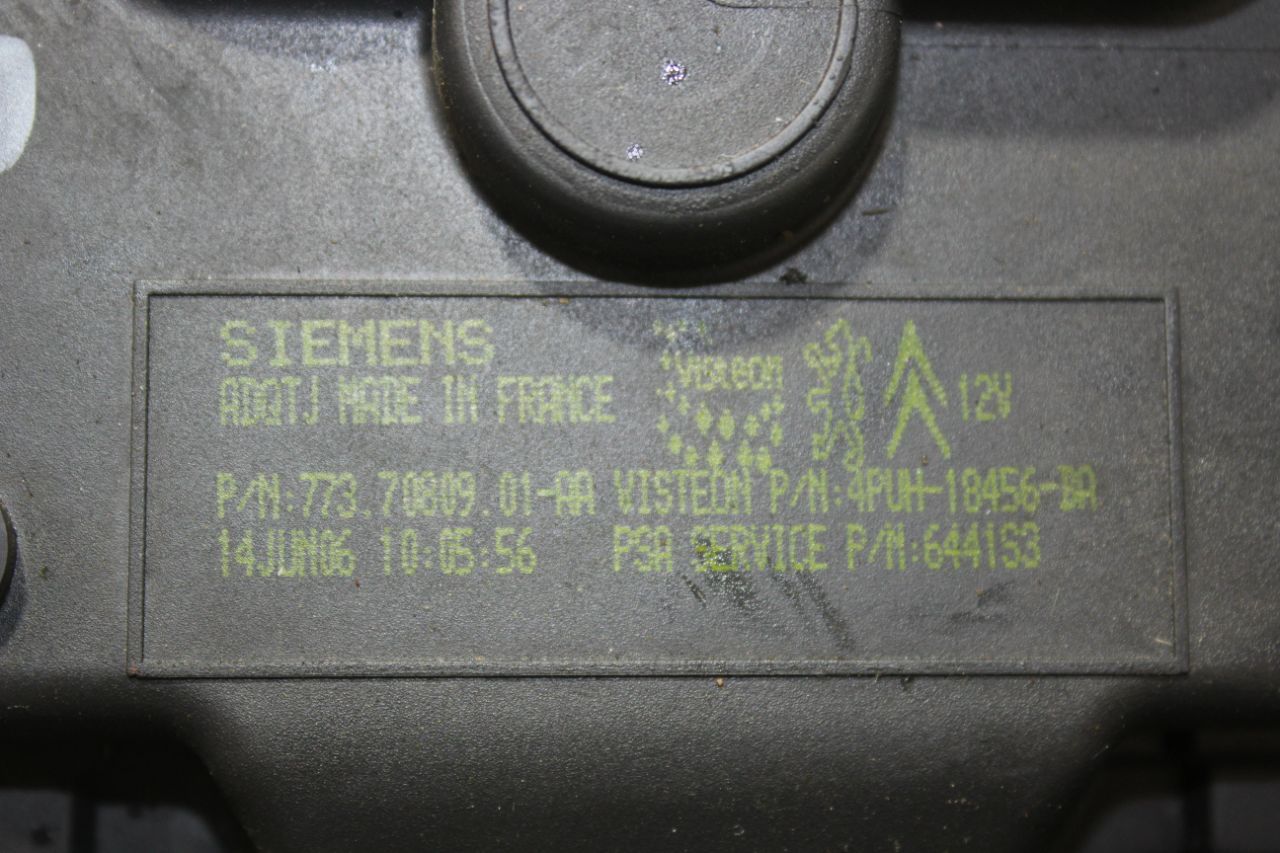 SIEMENS
ADQTJ MADE IN FRANCE
Visteon
12V
P/N:773.70809.01-AA VISTEON P/N:4PUH-18456-BA
14JUN06 10:05:56 PSA SERVICE P/N:6441S3